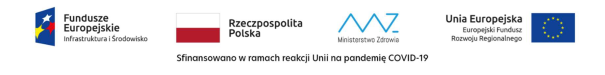 Fundusze
Europejskie
Infrastruktura i Środowisko
Rzeczpospolita
Polska
Ministerstwo Zdrowia
Unia Europejska
Europejski Fundusz
Rozwoju Regionalnego
Sfinansowano w ramach reakcji Unii na pandemię COVID-19